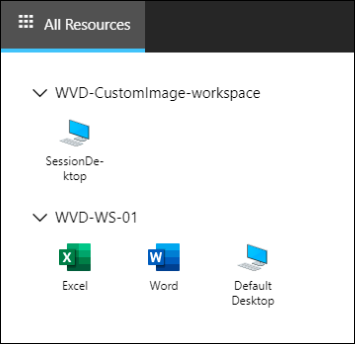 All Resources
WVD-CustomImage-workspace
SessionDe-
ktop
WVD-WS-01
Excel
Word
Default
Desktop